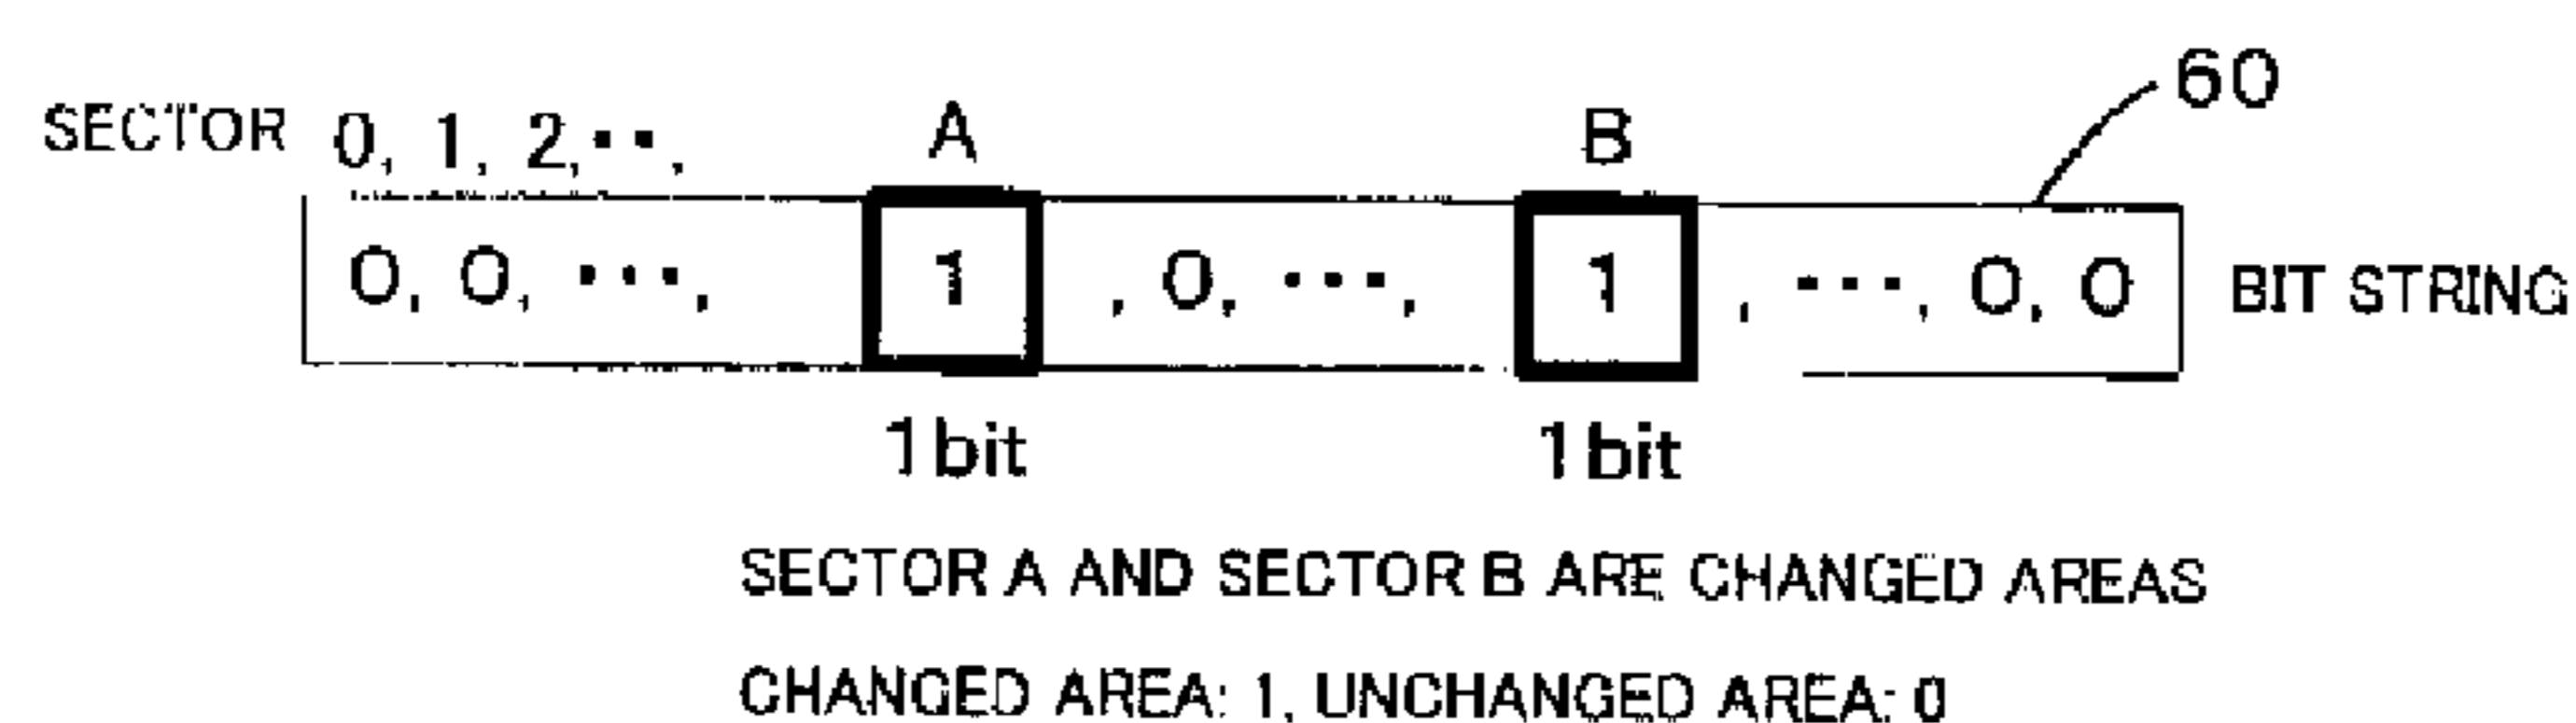 60
SECTOR 0, 1, 2,･･, A B
0, 0, ･･･, 1 , 0, ･･･, 1 , ･･･, 0, 0 BIT STRING
1bit 1bit
SECTOR A AND SECTOR B ARE CHANGED AREAS
CHANGED AREA: 1, UNCHANGED AREA: 0